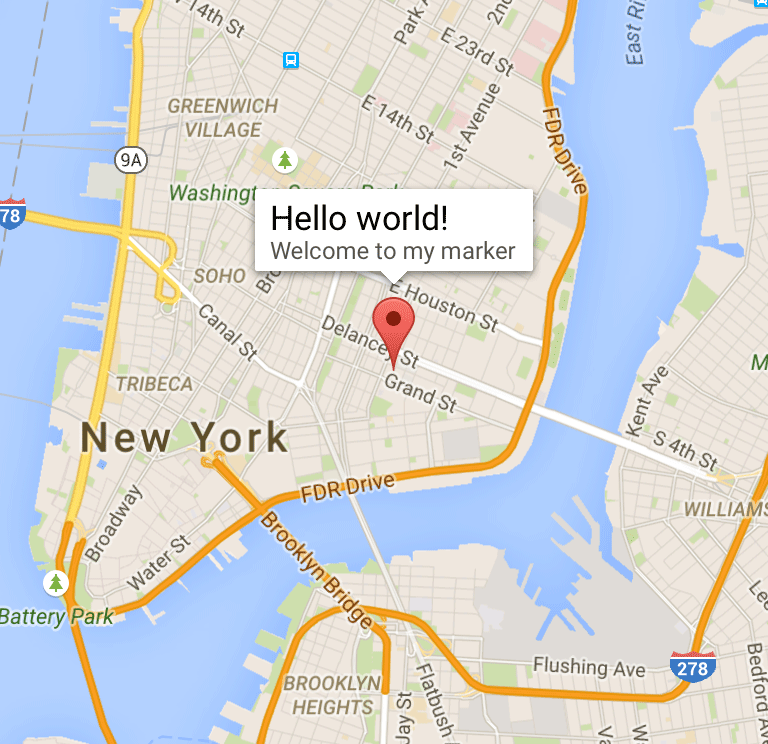 W 14th St
Park A
2nd
East Ri
E 23rd St
GREENWICH
VILLAGE
E 14th St
1st Avenue
FDR Drive
9A
Washington Square Park
78
Hello world!
Welcome to my marker
SOHO
Bro
E Houston St
Canal St
Delancey St
Grand St
TRIBECA
Kent Ave
M
New York
S 4th St
FDR Drive
WILLIAMS
Broadway
Water St
Brooklyn Bridge
Battery Park
Lee
Flushing Ave
278
BROOKLYN
HEIGHTS
Flatbush
Jay St
Bedford
Va
W